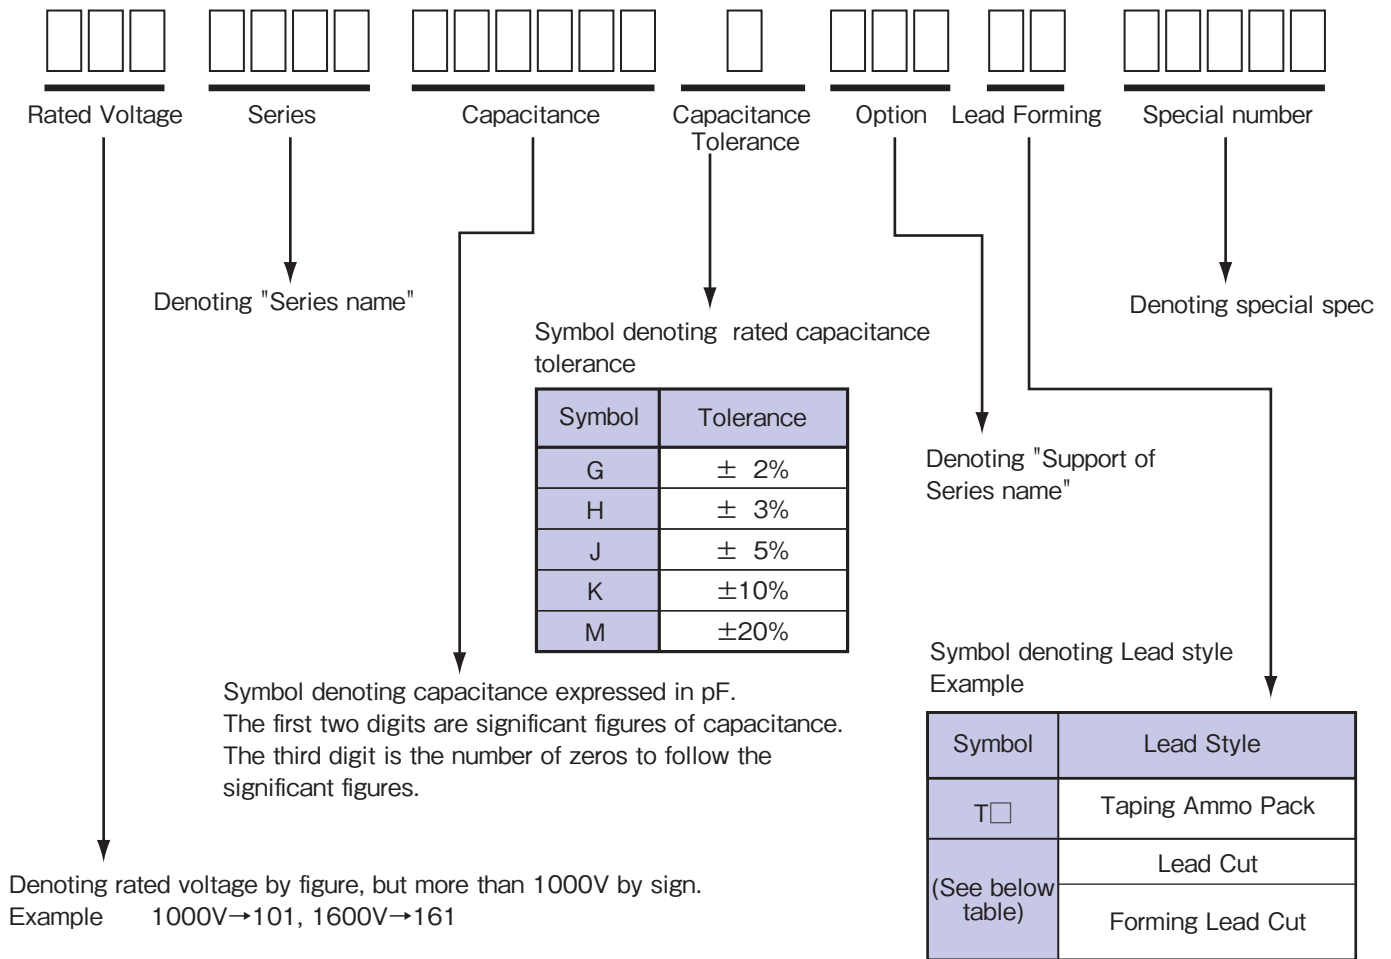 Rated Voltage
Series
Capacitance
Capacitance
Tolerance
Option
Lead Forming
Special number
Denoting "Series name"
Denoting special spec
Symbol denoting rated capacitance
tolerance
Symbol Tolerance
G ± 2%
H ± 3%
J ± 5%
K ±10%
M ±20%
Denoting "Support of
Series name"
Symbol denoting capacitance expressed in pF.
The first two digits are significant figures of capacitance.
The third digit is the number of zeros to follow the
significant figures.
Symbol denoting Lead style
Example
Symbol Lead Style
T□ Taping Ammo Pack
(See below
table)
Lead Cut
Forming Lead Cut
Denoting rated voltage by figure, but more than 1000V by sign.
Example 1000V→101, 1600V→161